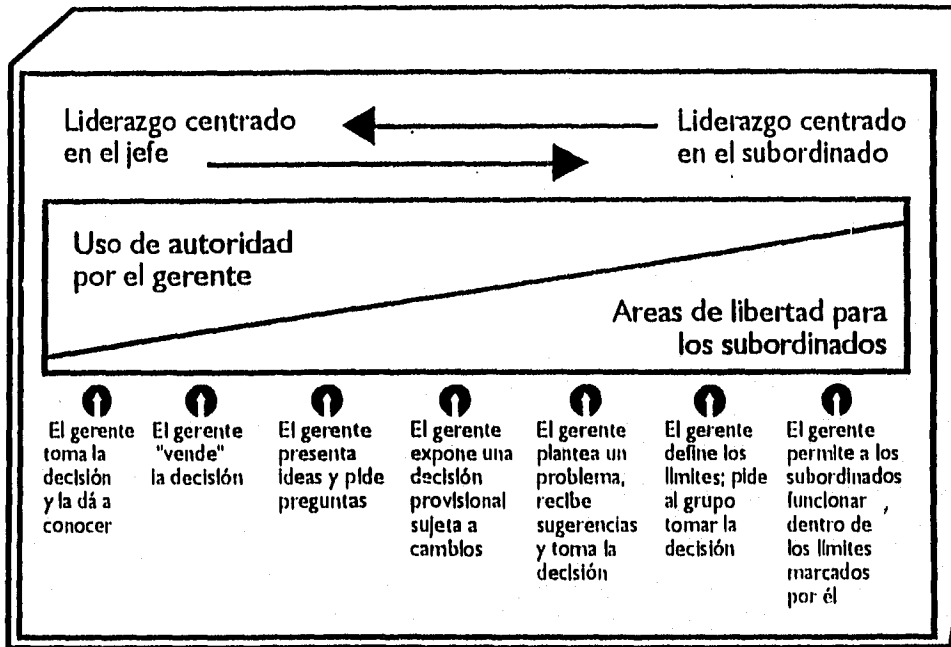 Liderazgo centrado
en el jefe
Liderazgo centrado
en el subordinado
Uso de autoridad
por el gerente
Areas de libertad para
los subordinados
El gerente
toma la
decisión
y la dá a
conocer
El gerente
"vende"
la decisión
El gerente
presenta
ideas y pide
preguntas
El gerente
expone una
decisión
provisional
sujeta a
cambios
El gerente
plantea un
problema,
recibe
sugerencias
y toma la
decisión
El gerente
define los
límites; pide
al grupo
tomar la
decisión
El gerente
permite a los
subordinados
funcionar
dentro de
los límites
marcados
por él